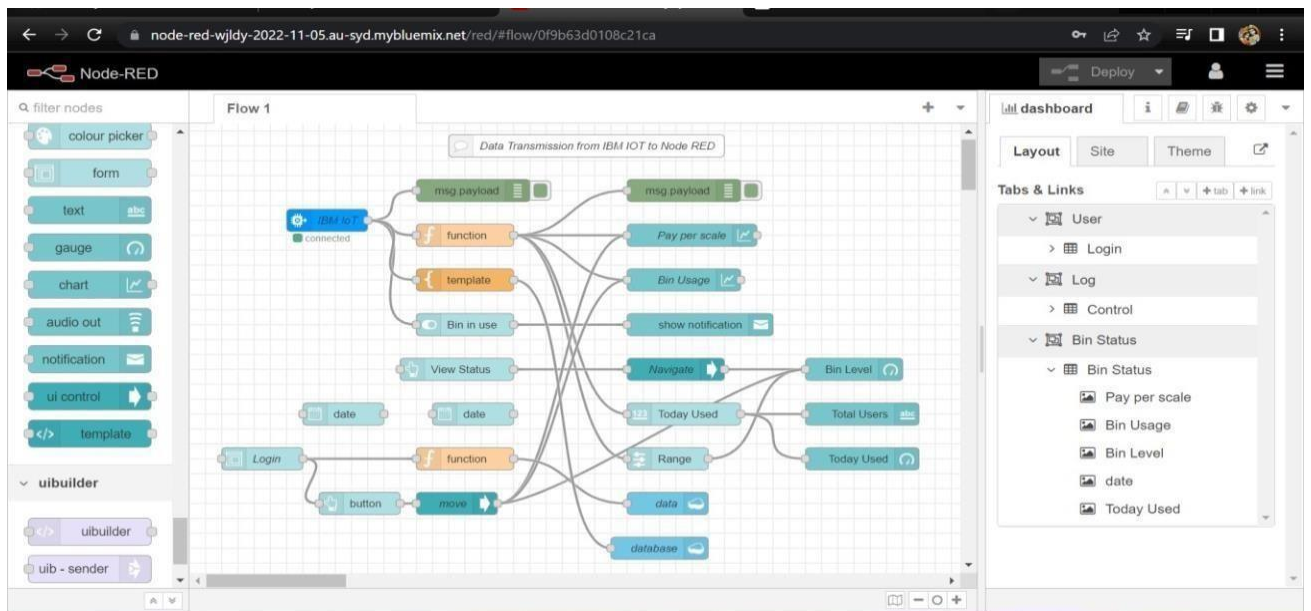 node-red-wjldy-2022-11-05.au-syd.mybluemix.net/red/#flow/0f9b63d0108c21ca
Node-RED
Deploy
filter nodes
colour picker
form
text
abc
gauge
chart
audio out
notification
ui control
template
uibuilder
uibuilder
uib - sender
Flow 1
Data Transmission from IBM IOT to Node RED
IBM IoT
connected
msg.payload
msg.payload
function
Pay per scale
template
Bin Usage
Bin in use
show notification
View Status
Navigate
Bin Level
date
date
123
Today Used
Total Users
abc
Login
function
Range
Today Used
button
move
data
database
dashboard
i
Layout
Site
Theme
Tabs & Links
+ tab
+ link
User
Login
Log
Control
Bin Status
Bin Status
Pay per scale
Bin Usage
Bin Level
date
Today Used